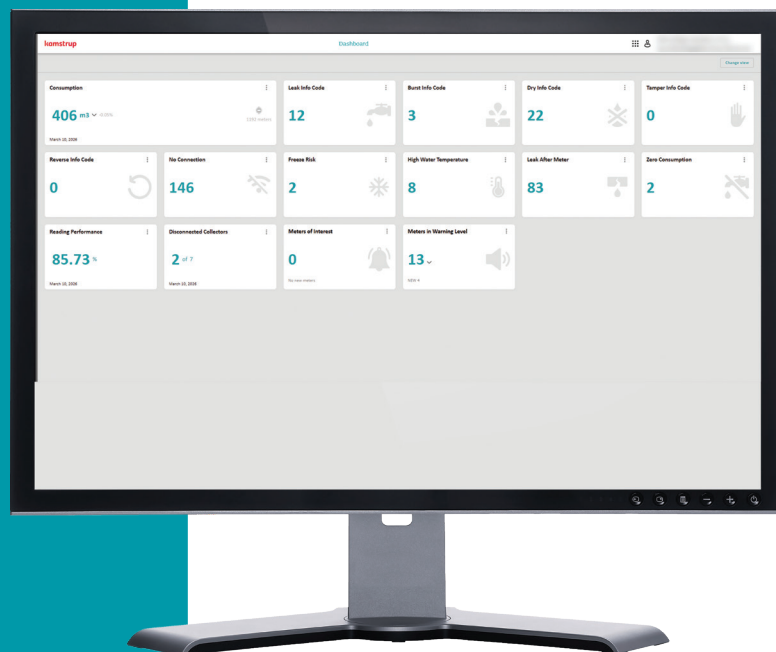 kamstrup
Dashboard
Change view
Consumption
406 m3
March 10, 2026
Leak Info Code
12
Burst Info Code
3
Dry Info Code
22
Tamper Info Code
0
Reverse Info Code
0
No Connection
146
Freeze Risk
2
High Water Temperature
8
Leak After Meter
83
Zero Consumption
2
Reading Performance
85.73 %
March 10, 2026
Disconnected Collectors
2 of 7
March 10, 2026
Meters of Interest
0
No new meters
Meters in Warning Level
13